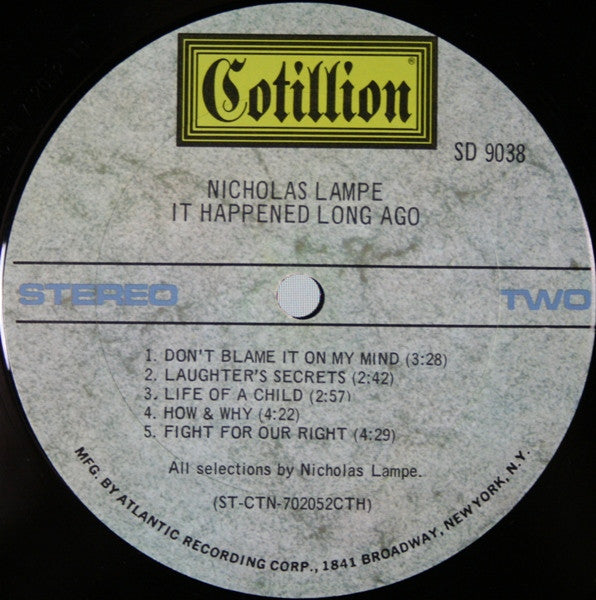 Cotillion®
SD 9038
NICHOLAS LAMPE
IT HAPPENED LONG AGO
STEREO TWO
1. DON'T BLAME IT ON MY MIND (3:28)
2. LAUGHTER'S SECRETS (2:42)
3. LIFE OF A CHILD (2:57)
4. HOW & WHY (4:22)
5. FIGHT FOR OUR RIGHT (4:29)
All selections by Nicholas Lampe.
(ST-CTN-702052CTH)
MFG. BY ATLANTIC RECORDING CORP., 1841 BROADWAY, NEW YORK, N.Y.